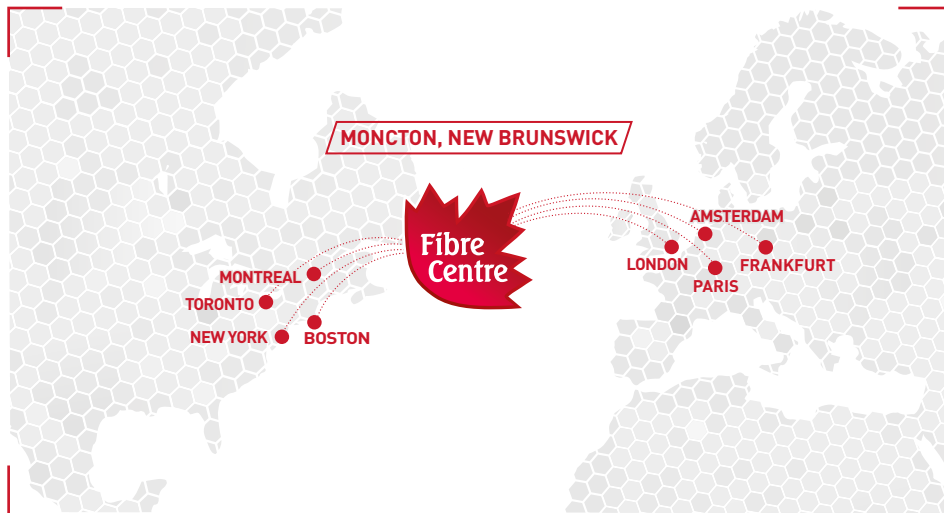 MONCTON, NEW BRUNSWICK
Fibre
Centre
MONTREAL
TORONTO
NEW YORK
BOSTON
AMSTERDAM
LONDON
FRANKFURT
PARIS